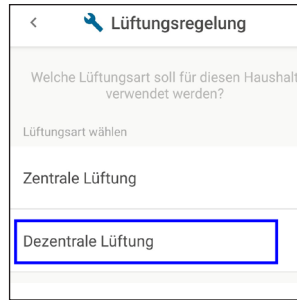 Lüftungsregelung
Welche Lüftungsart soll für diesen Haushalt
verwendet werden?
Lüftungsart wählen
Zentrale Lüftung
Dezentrale Lüftung